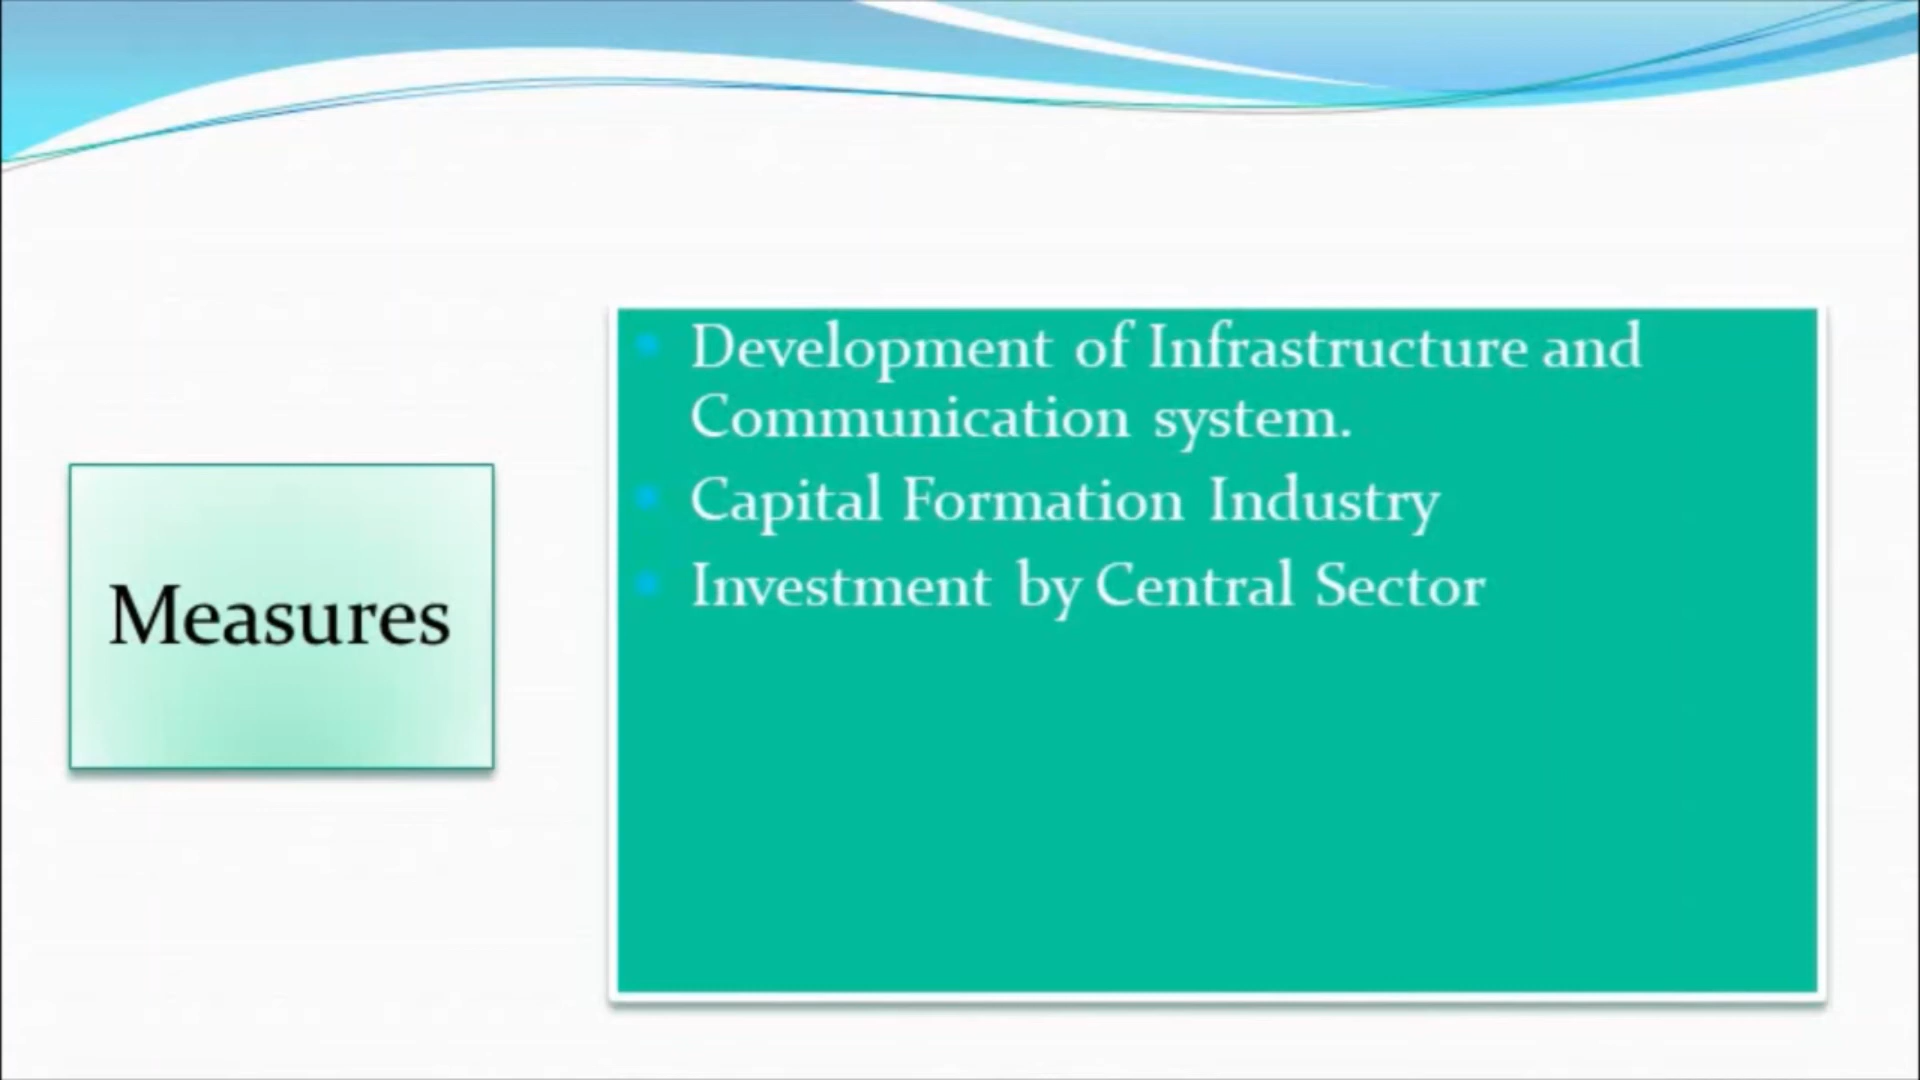 Measures
Development of Infrastructure and
Communication system.
Capital Formation Industry
Investment by Central Sector